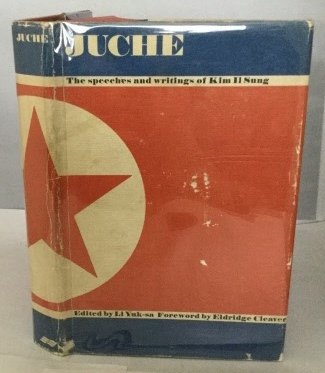 JUCHE
JUCHE
The speeches and writings of Kim Il Sung
Edited by Li Yuk-sa Foreword by Eldridge Cleaver